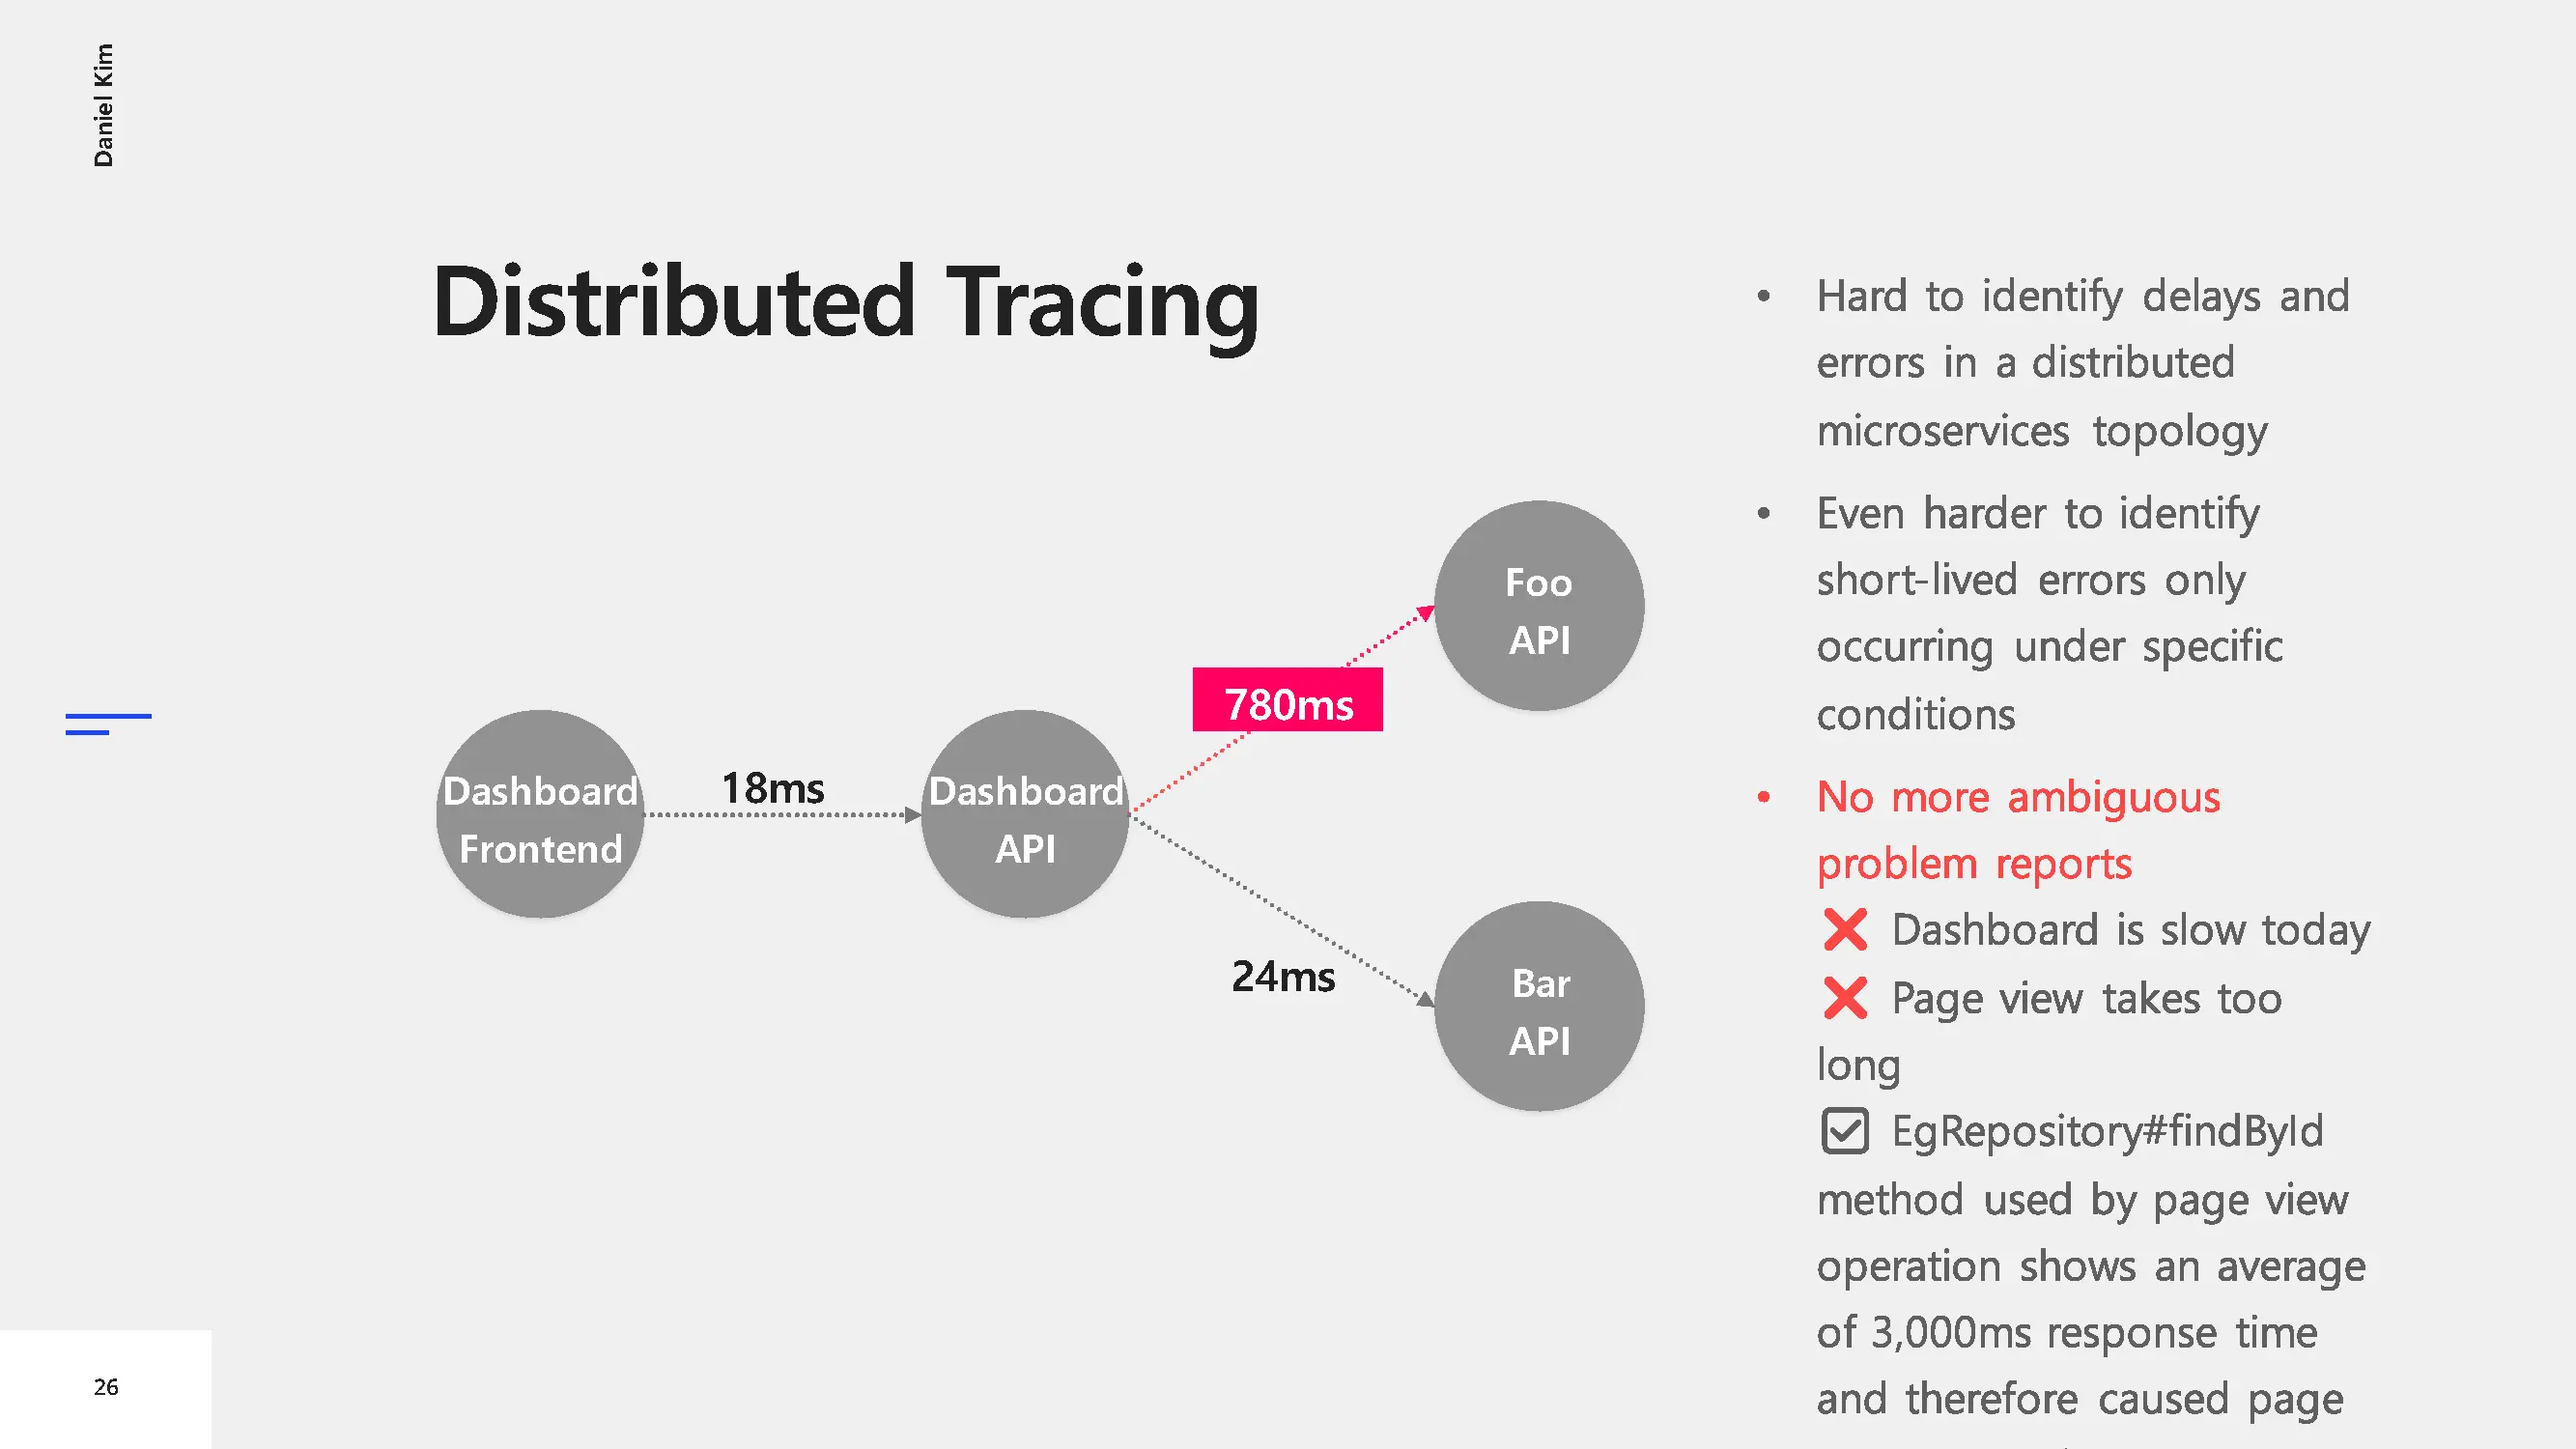 Daniel Kim
Distributed Tracing
Dashboard
Frontend
18ms
Dashboard
API
780ms
24ms
Foo
API
Bar
API
• Hard to identify delays and
errors in a distributed
microservices topology
• Even harder to identify
short-lived errors only
occurring under specific
conditions
• No more ambiguous
problem reports
❌ Dashboard is slow today
❌ Page view takes too
long
☑ EgRepository#findById
method used by page view
operation shows an average
of 3,000ms response time
and therefore caused page
26